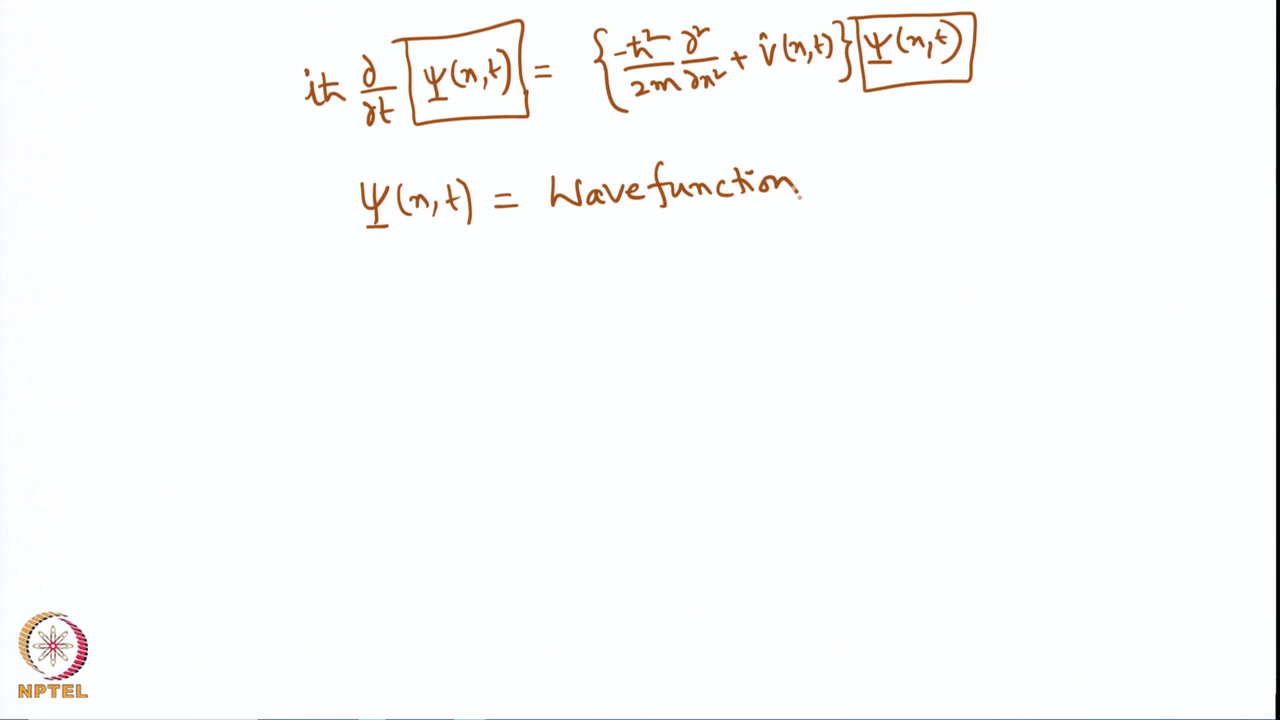 iħ ∂/∂t Ψ(x,t) = {-ħ²/2m ∂²/∂x² + V̂(x,t)} Ψ(x,t)
Ψ(x,t) = Wavefunction
NPTEL